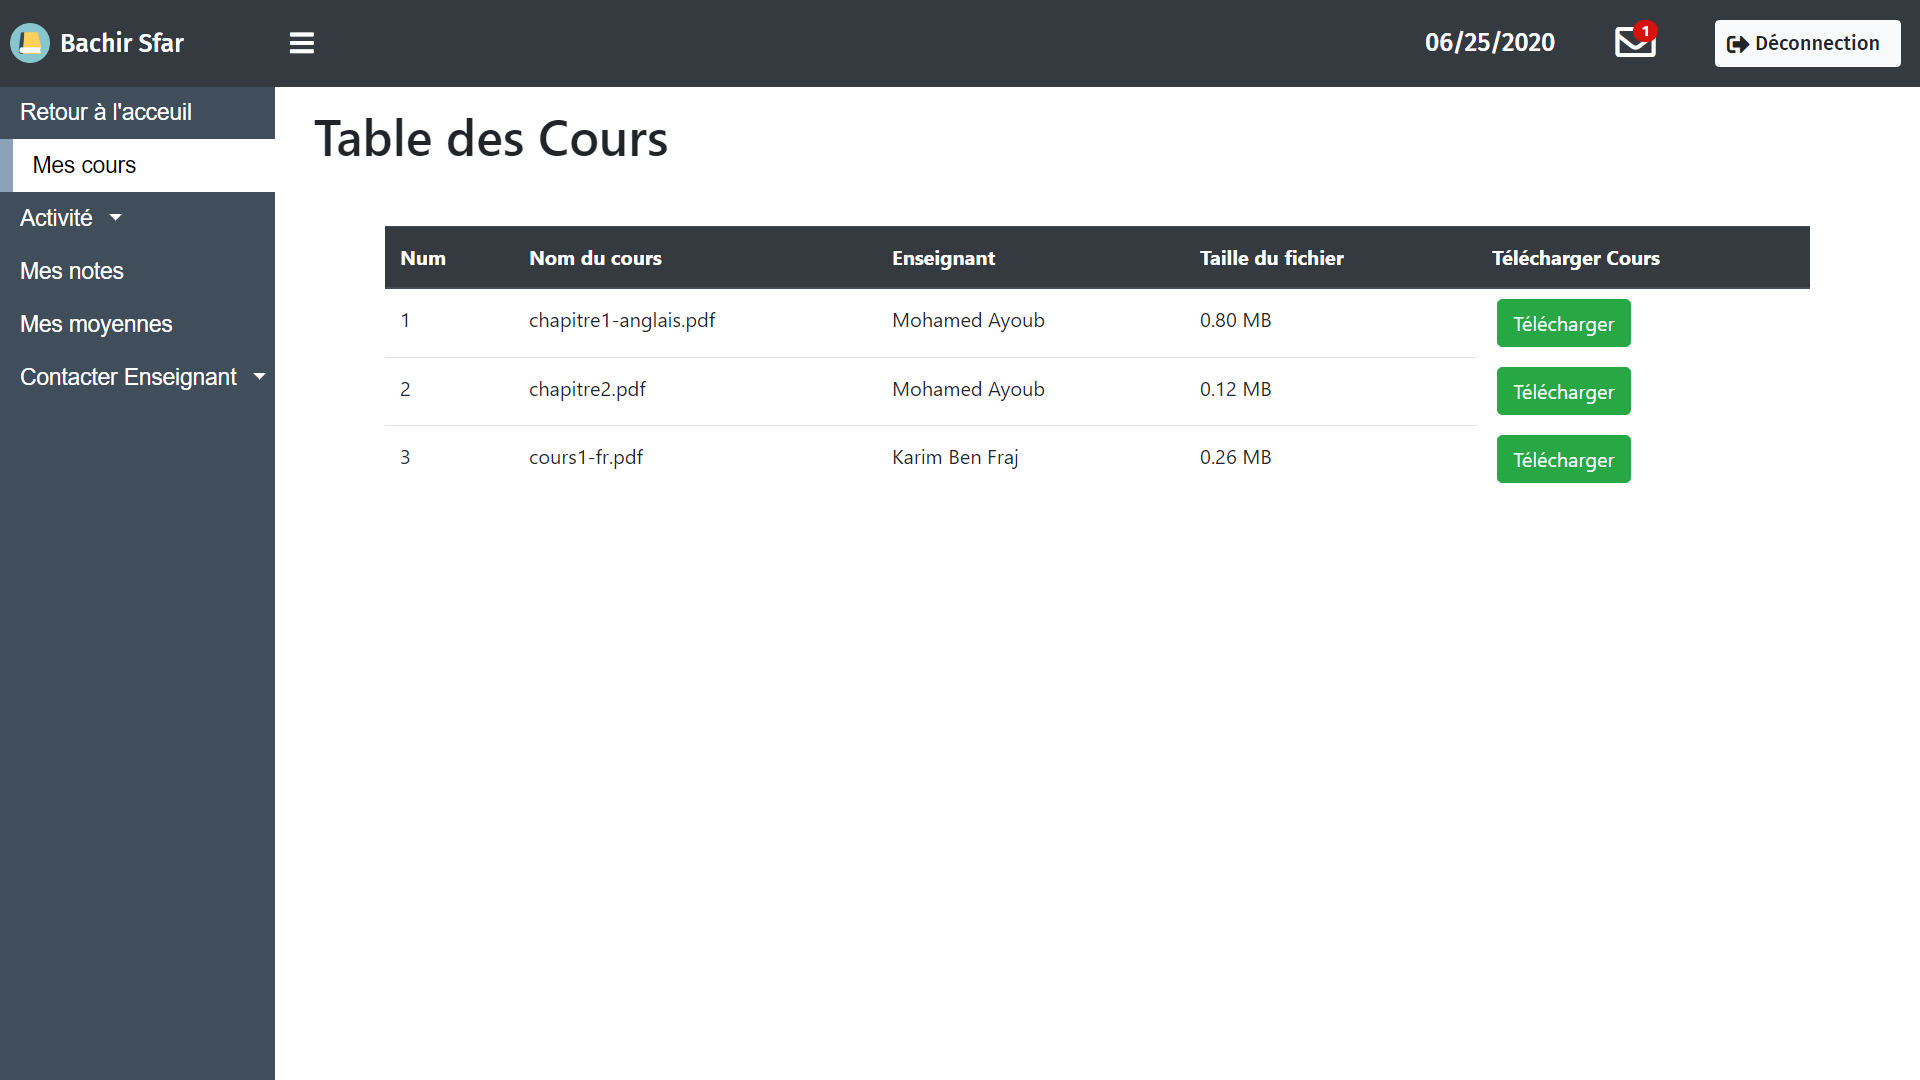 Bachir Sfar
06/25/2020
1
Déconnection
Retour à l'acceuil
Mes cours
Activité
Mes notes
Mes moyennes
Contacter Enseignant
Table des Cours
Num Nom du cours Enseignant Taille du fichier Télécharger Cours
1 chapitre1-anglais.pdf Mohamed Ayoub 0.80 MB Télécharger
2 chapitre2.pdf Mohamed Ayoub 0.12 MB Télécharger
3 cours1-fr.pdf Karim Ben Fraj 0.26 MB Télécharger